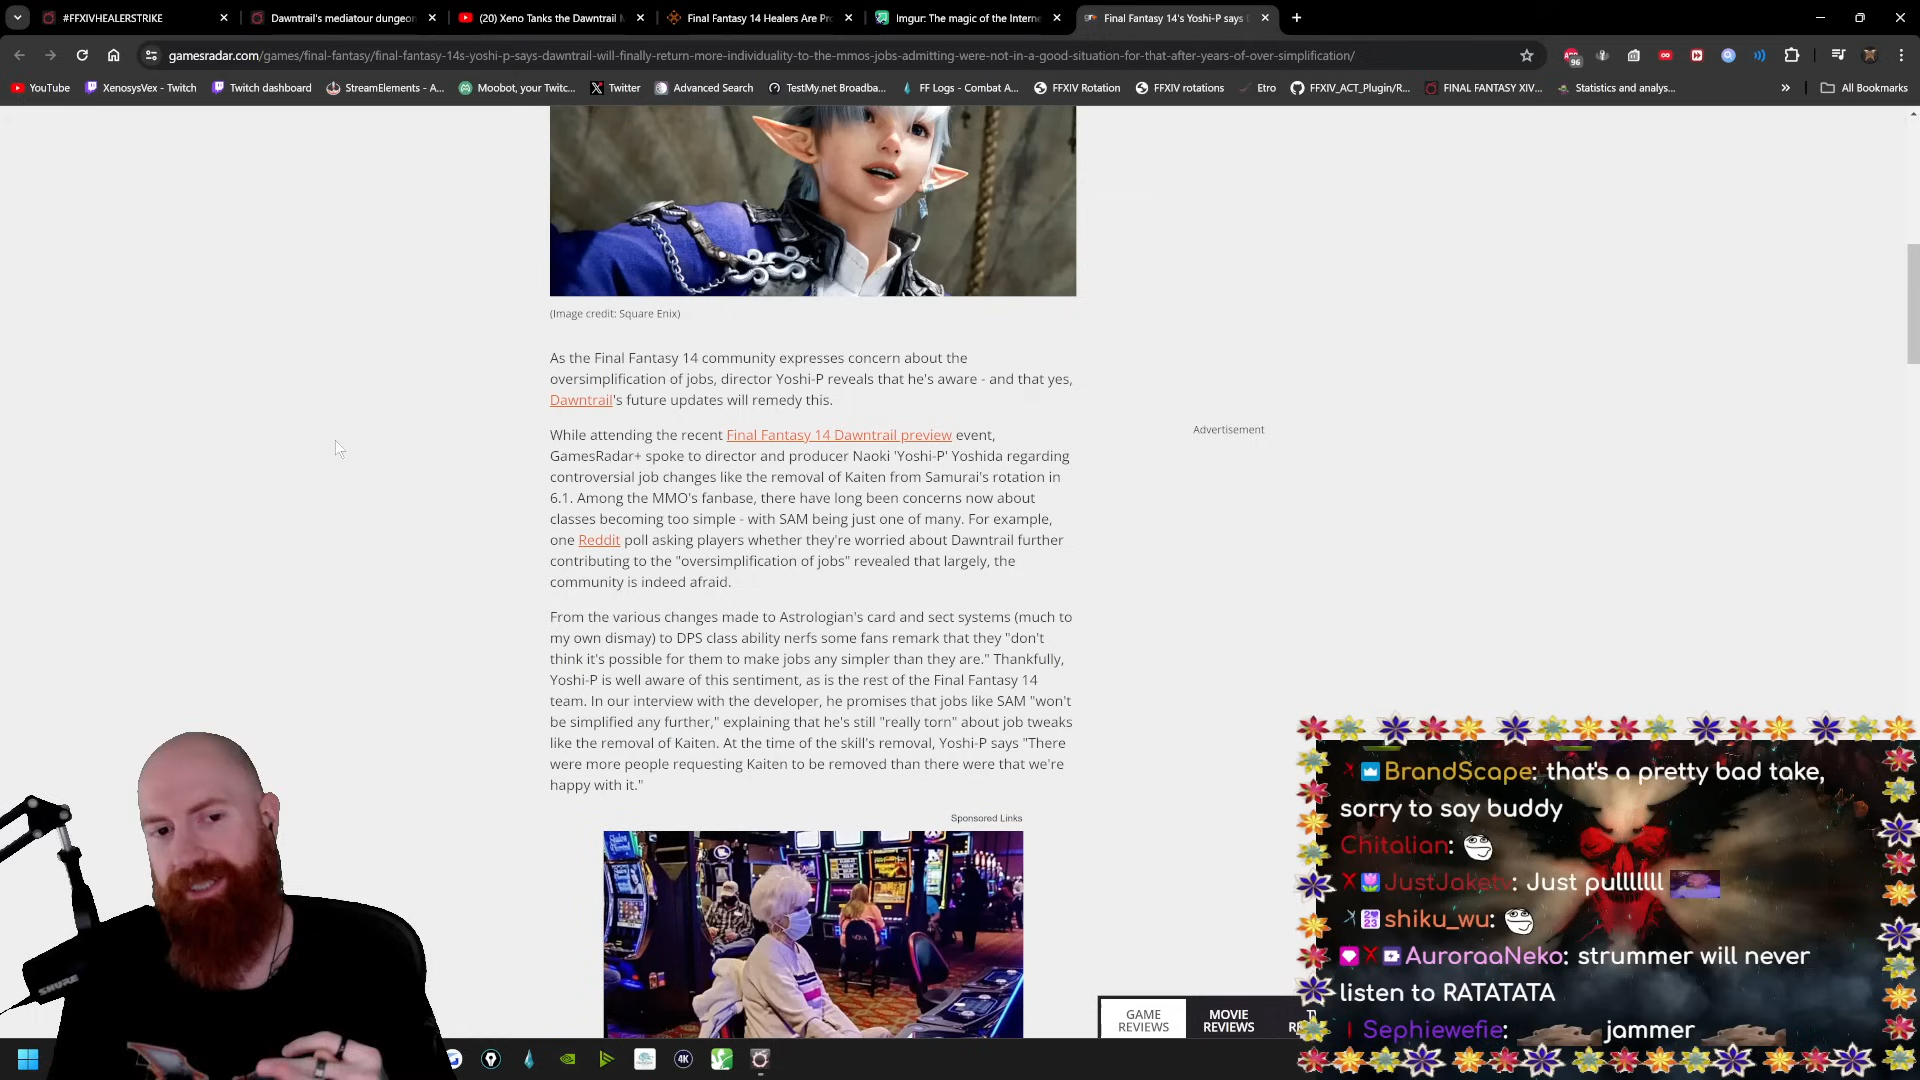 #FFXIVHEALERSTRIKE
Dawntrail's mediatour dungeon
(20) Xeno Tanks the Dawntrail
Final Fantasy 14 Healers Are Pro
Imgur: The magic of the Interne
Final Fantasy 14's Yoshi-P says
gamesradar.com/games/final-fantasy/final-fantasy-14s-yoshi-p-says-dawntrail-will-finally-return-more-individuality-to-the-mmos-jobs-admitting-were-not-in-a-good-situation-for-that-after-years-of-over-simplification/
96
YouTube
XenosysVex - Twitch
Twitch dashboard
StreamElements - A...
Moobot, your Twitc...
Twitter
Advanced Search
TestMy.net Broadba...
FF Logs - Combat A...
FFXIV Rotation
FFXIV rotations
Etro
FFXIV_ACT_Plugin/R...
FINAL FANTASY XIV...
Statistics and analys...
All Bookmarks
(Image credit: Square Enix)
As the Final Fantasy 14 community expresses concern about the
oversimplification of jobs, director Yoshi-P reveals that he's aware - and that yes,
Dawntrail's future updates will remedy this.
While attending the recent Final Fantasy 14 Dawntrail preview event,
GamesRadar+ spoke to director and producer Naoki 'Yoshi-P' Yoshida regarding
controversial job changes like the removal of Kaiten from Samurai's rotation in
6.1. Among the MMO's fanbase, there have long been concerns now about
classes becoming too simple - with SAM being just one of many. For example,
one Reddit poll asking players whether they're worried about Dawntrail further
contributing to the "oversimplification of jobs" revealed that largely, the
community is indeed afraid.
From the various changes made to Astrologian's card and sect systems (much to
my own dismay) to DPS class ability nerfs some fans remark that they "don't
think it's possible for them to make jobs any simpler than they are." Thankfully,
Yoshi-P is well aware of this sentiment, as is the rest of the Final Fantasy 14
team. In our interview with the developer, he promises that jobs like SAM "won't
be simplified any further," explaining that he's still "really torn" about job tweaks
like the removal of Kaiten. At the time of the skill's removal, Yoshi-P says "There
were more people requesting Kaiten to be removed than there were that we're
happy with it."
Advertisement
Sponsored Links
GAME
REVIEWS
MOVIE
REVIEWS
BrandScape: that's a pretty bad take,
sorry to say buddy
Chitalian:
JustJaketv: Just pulllllll
shiku_wu:
AuroraaNeko: strummer will never
listen to RATATATA
Sephiewefie: jammer
SHURE
4K